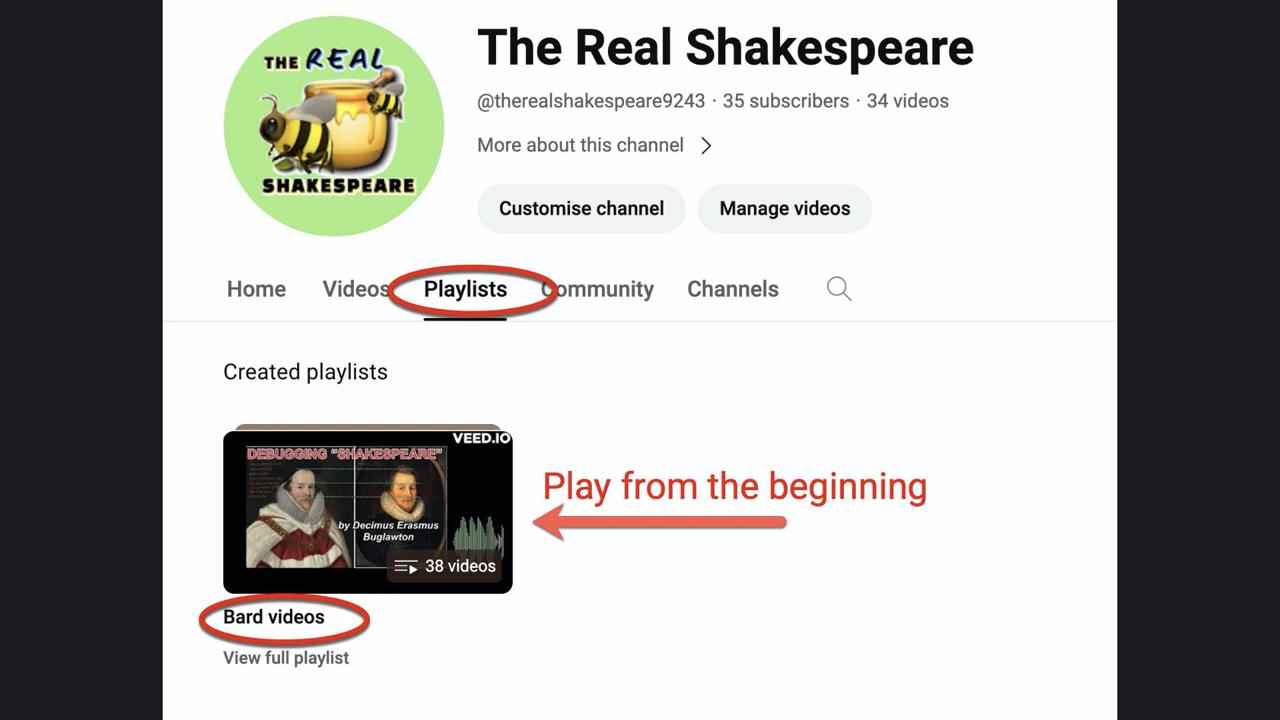 THE REAL
SHAKESPEARE
The Real Shakespeare
@therealshakespeare9243 · 35 subscribers · 34 videos
More about this channel
Customise channel
Manage videos
Home
Videos
Playlists
Community
Channels
Created playlists
VEED.IO
DEBUGGING "SHAKESPEARE"
by Decimus Erasmus
Buglawton
38 videos
Play from the beginning
Bard videos
View full playlist